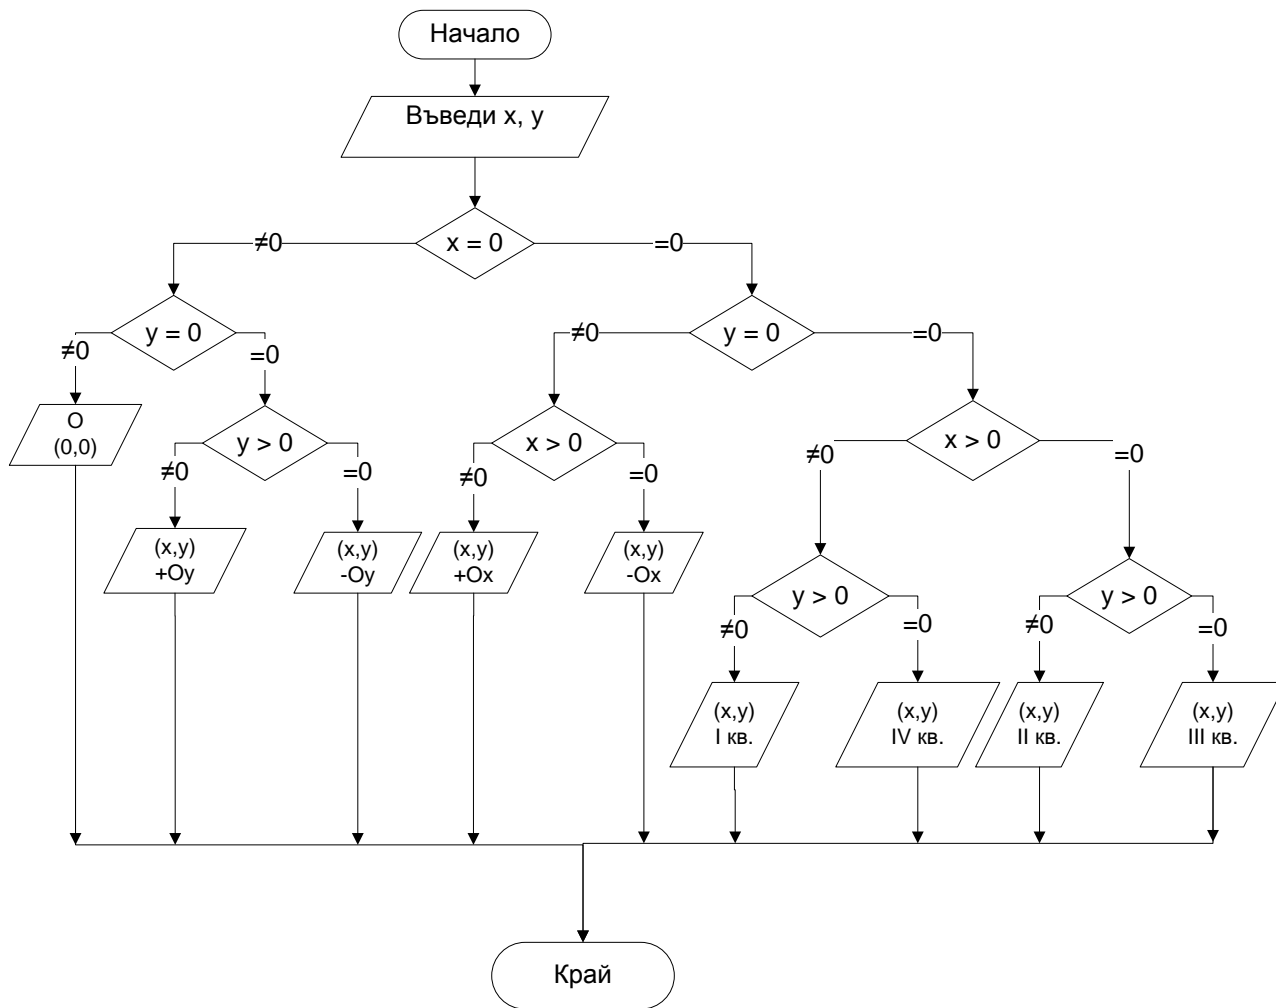 Начало
Въведи x, y
x = 0
≠0
=0
y = 0
≠0
=0
y = 0
≠0
=0
О
(0,0)
y > 0
≠0
=0
x > 0
≠0
=0
x > 0
≠0
=0
(x,y)
+Oy
(x,y)
-Oy
(x,y)
+Ox
(x,y)
-Ox
y > 0
≠0
=0
y > 0
≠0
=0
(x,y)
I кв.
(x,y)
IV кв.
(x,y)
II кв.
(x,y)
III кв.
Край